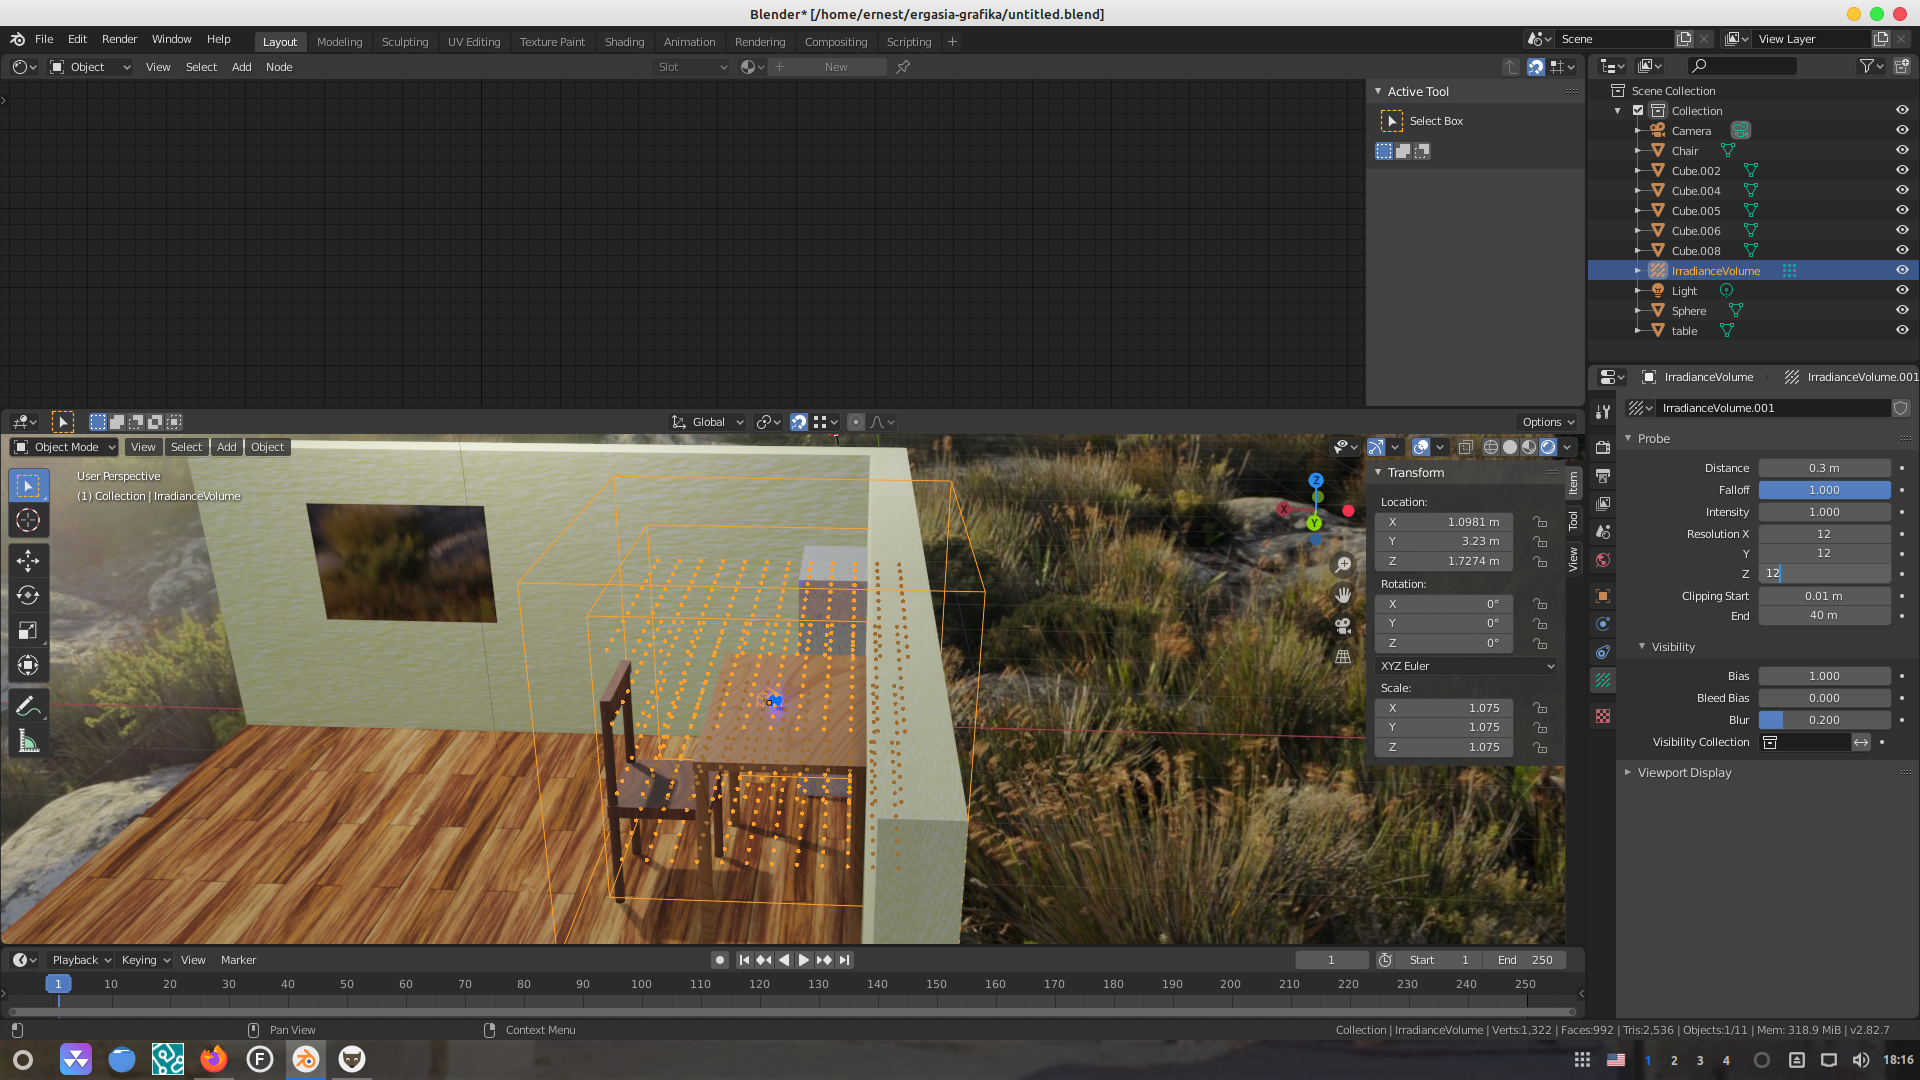 Blender* [/home/ernest/ergasia-grafika/untitled.blend]
File Edit Render Window Help Layout Modeling Sculpting UV Editing Texture Paint Shading Animation Rendering Compositing Scripting + Scene View Layer
Object View Select Add Node Slot New
Active Tool
Select Box
Scene Collection
Collection
Camera
Chair
Cube.002
Cube.004
Cube.005
Cube.006
Cube.008
IrradianceVolume
Light
Sphere
table
Global Options
Object Mode View Select Add Object
User Perspective
(1) Collection | IrradianceVolume
Z
X
Y
Transform
Location:
X 1.0981 m
Y 3.23 m
Z 1.7274 m
Rotation:
X 0°
Y 0°
Z 0°
XYZ Euler
Scale:
X 1.075
Y 1.075
Z 1.075
Item
Tool
View
IrradianceVolume IrradianceVolume.001
IrradianceVolume.001
Probe
Distance 0.3 m
Falloff 1.000
Intensity 1.000
Resolution X 12
Y 12
Z 12
Clipping Start 0.01 m
End 40 m
Visibility
Bias 1.000
Bleed Bias 0.000
Blur 0.200
Visibility Collection
Viewport Display
Playback Keying View Marker 1 Start 1 End 250
1 10 20 30 40 50 60 70 80 90 100 110 120 130 140 150 160 170 180 190 200 210 220 230 240 250
Pan View Context Menu Collection | IrradianceVolume | Verts:1,322 | Faces:992 | Tris:2,536 | Objects:1/11 | Mem: 318.9 MiB | v2.82.7
F 1 2 3 4 18:16